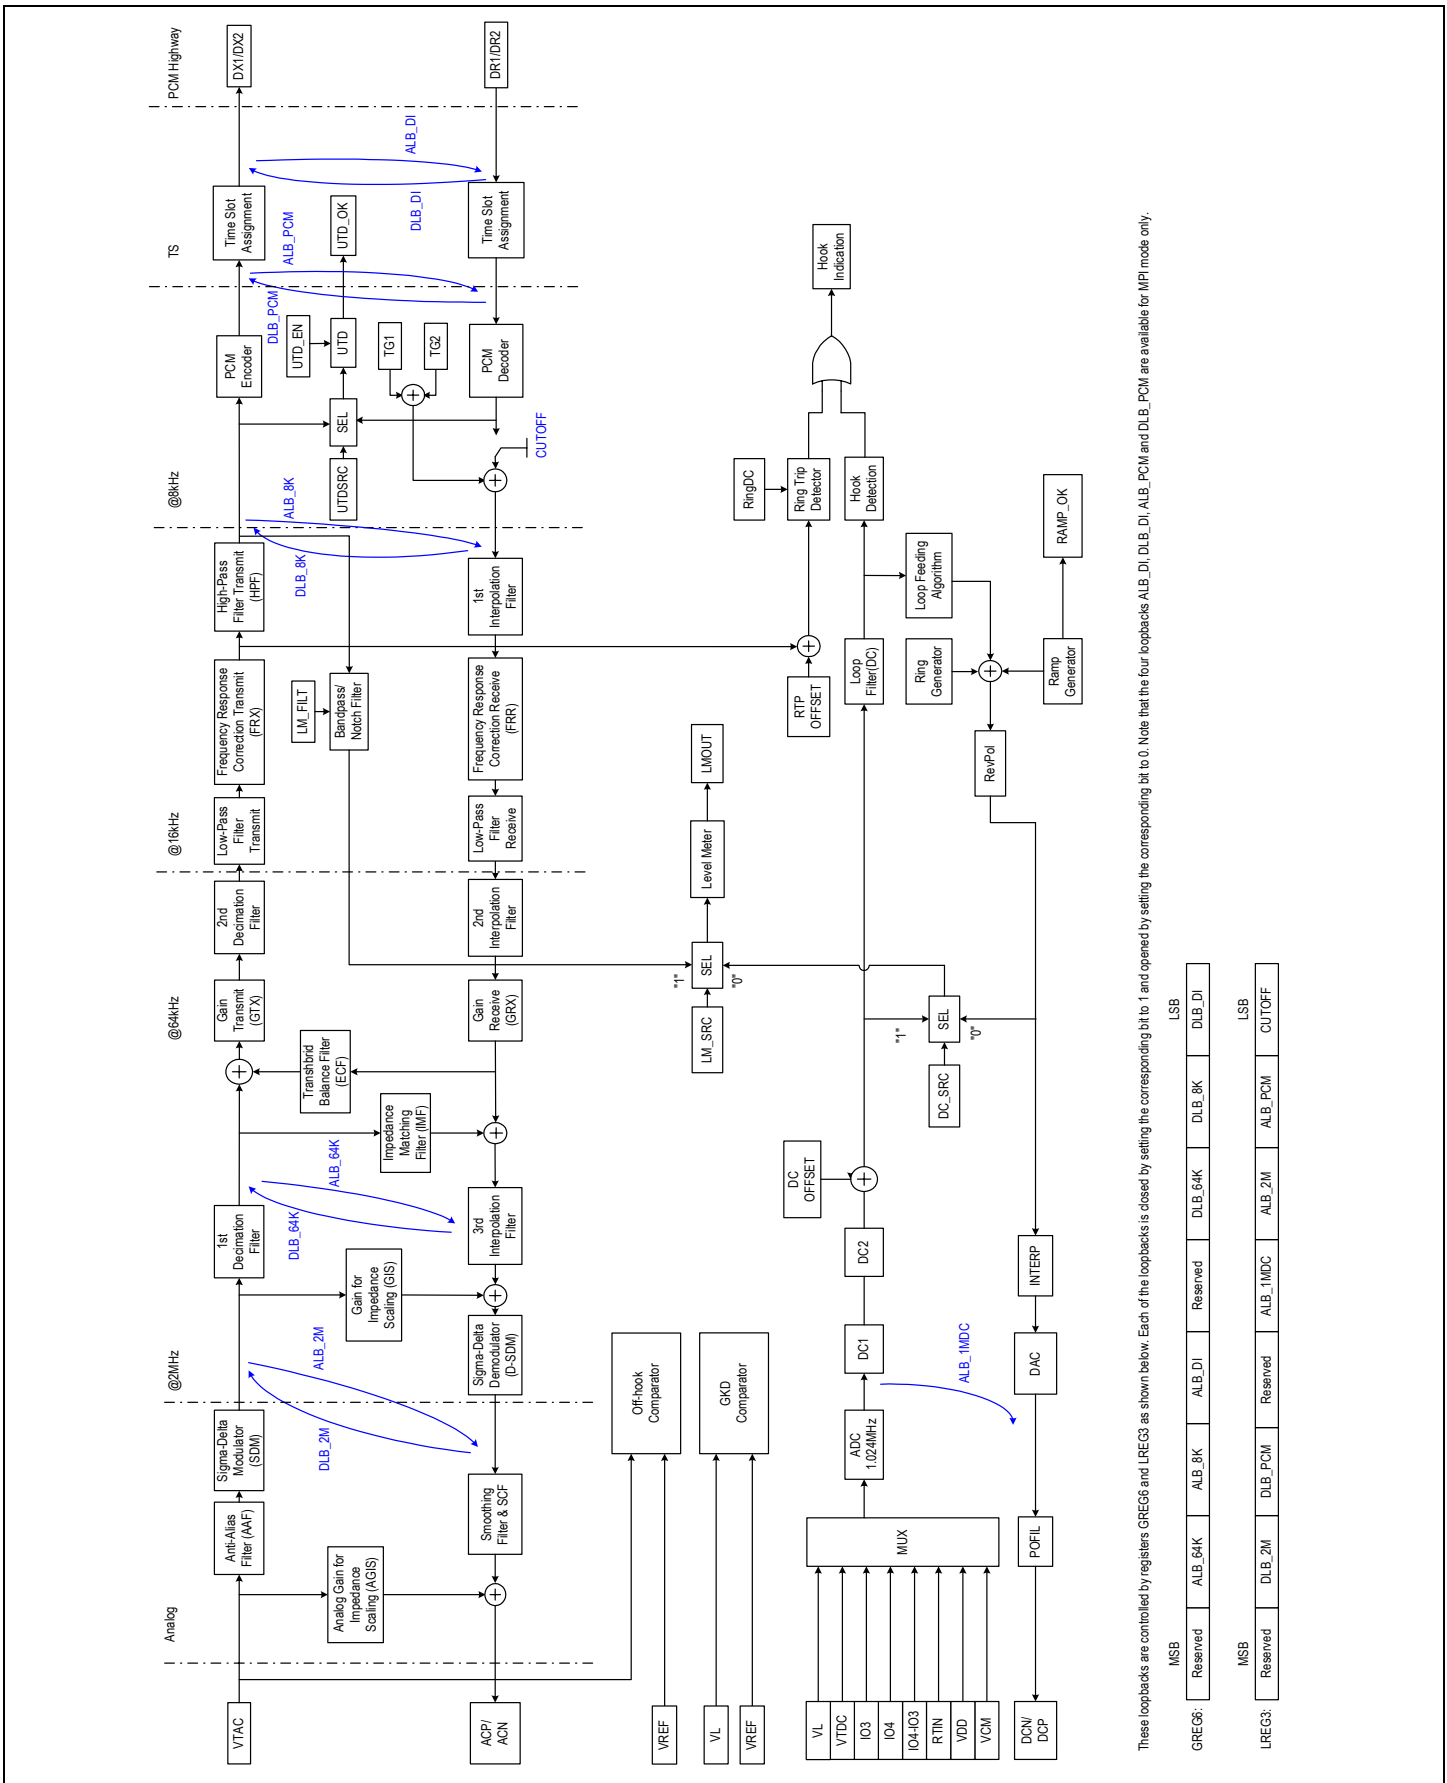 PCM Highway
TS
@8kHz
@16kHz
@64kHz
@2MHz
Analog
VTAC
Anti-Alias
Filter (AAF)
Sigma-Delta
Modulator
(SDM)
1st
Decimation
Filter
Gain
Transmit
(GTX)
2nd
Decimation
Filter
Low-Pass
Filter
Transmit
Frequency Response
Correction Transmit
(FRX)
High-Pass
Filter Transmit
(HPF)
PCM
Encoder
Time Slot
Assignment
DX1/DX2
Analog Gain for
Impedance
Scaling (AGIS)
Gain for
Impedance
Scaling (GIS)
Impedance
Matching
Filter (IMF)
Transhbrid
Balance Filter
(ECF)
LM_FILT
Bandpass/
Notch Filter
UTDSRC
SEL
UTD_EN
UTD
UTD_OK
TG1
TG2
DLB_2M
ALB_2M
DLB_64K
ALB_64K
DLB_8K
ALB_8K
DLB_PCM
ALB_PCM
DLB_DI
ALB_DI
CUTOFF
ACP/
ACN
Smoothing
Filter & SCF
Sigma-Delta
Demodulator
(D-SDM)
3rd
Interpolation
Filter
Gain
Receive
(GRX)
2nd
Interpolation
Filter
Low-Pass
Filter
Receive
Frequency Response
Correction Receive
(FRR)
1st
Interpolation
Filter
PCM
Decoder
Time Slot
Assignment
DR1/DR2
VREF
Off-hook
Comparator
VL
VREF
GKD
Comparator
LM_SRC
"1"
SEL
"0"
Level Meter
LMOUT
RTP
OFFSET
RingDC
Ring Trip
Detector
Hook
Indication
VL
VTDC
IO3
IO4
IO4-IO3
RTIN
VDD
VCM
MUX
ADC
1.024MHz
DC1
DC2
DC
OFFSET
Loop
Filter(DC)
Hook
Detection
ALB_1MDC
DC_SRC
"1"
SEL
"0"
Loop Feeding
Algorithm
Ring
Generator
RevPol
Ramp
Generator
RAMP_OK
DCN/
DCP
POFIL
DAC
INTERP
These loopbacks are controlled by registers GREG6 and LREG3 as shown below. Each of the loopbacks is closed by setting the corresponding bit to 1 and opened by setting the corresponding bit to 0. Note that the four loopbacks ALB_DI, DLB_DI, ALB_PCM and DLB_PCM are available for MPI mode only.
MSB LSB
GREG6: Reserved ALB_64K ALB_8K ALB_DI Reserved DLB_64K DLB_8K DLB_DI
MSB LSB
LREG3: Reserved DLB_2M DLB_PCM Reserved ALB_1MDC ALB_2M ALB_PCM CUTOFF